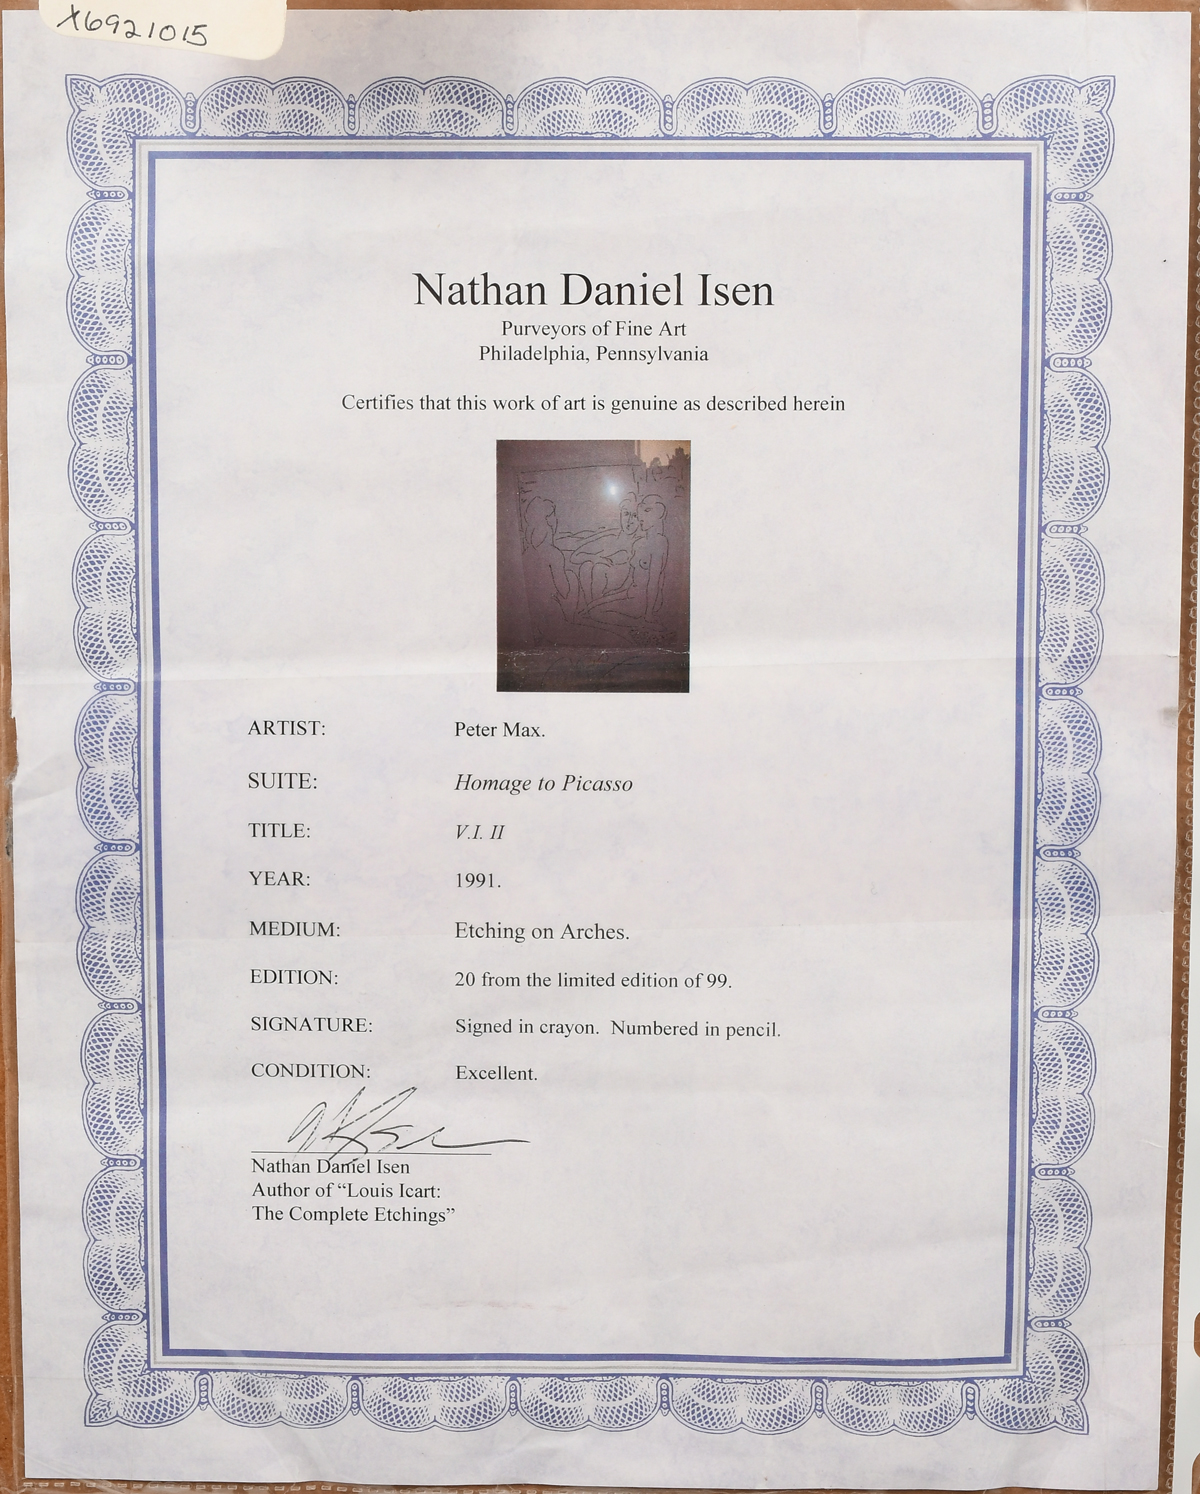 X6921015
Nathan Daniel Isen
Purveyors of Fine Art
Philadelphia, Pennsylvania
Certifies that this work of art is genuine as described herein
ARTIST: Peter Max.
SUITE: Homage to Picasso
TITLE: V.I. II
YEAR: 1991.
MEDIUM: Etching on Arches.
EDITION: 20 from the limited edition of 99.
SIGNATURE: Signed in crayon. Numbered in pencil.
CONDITION: Excellent.
Nathan Daniel Isen
Author of “Louis Icart:
The Complete Etchings”